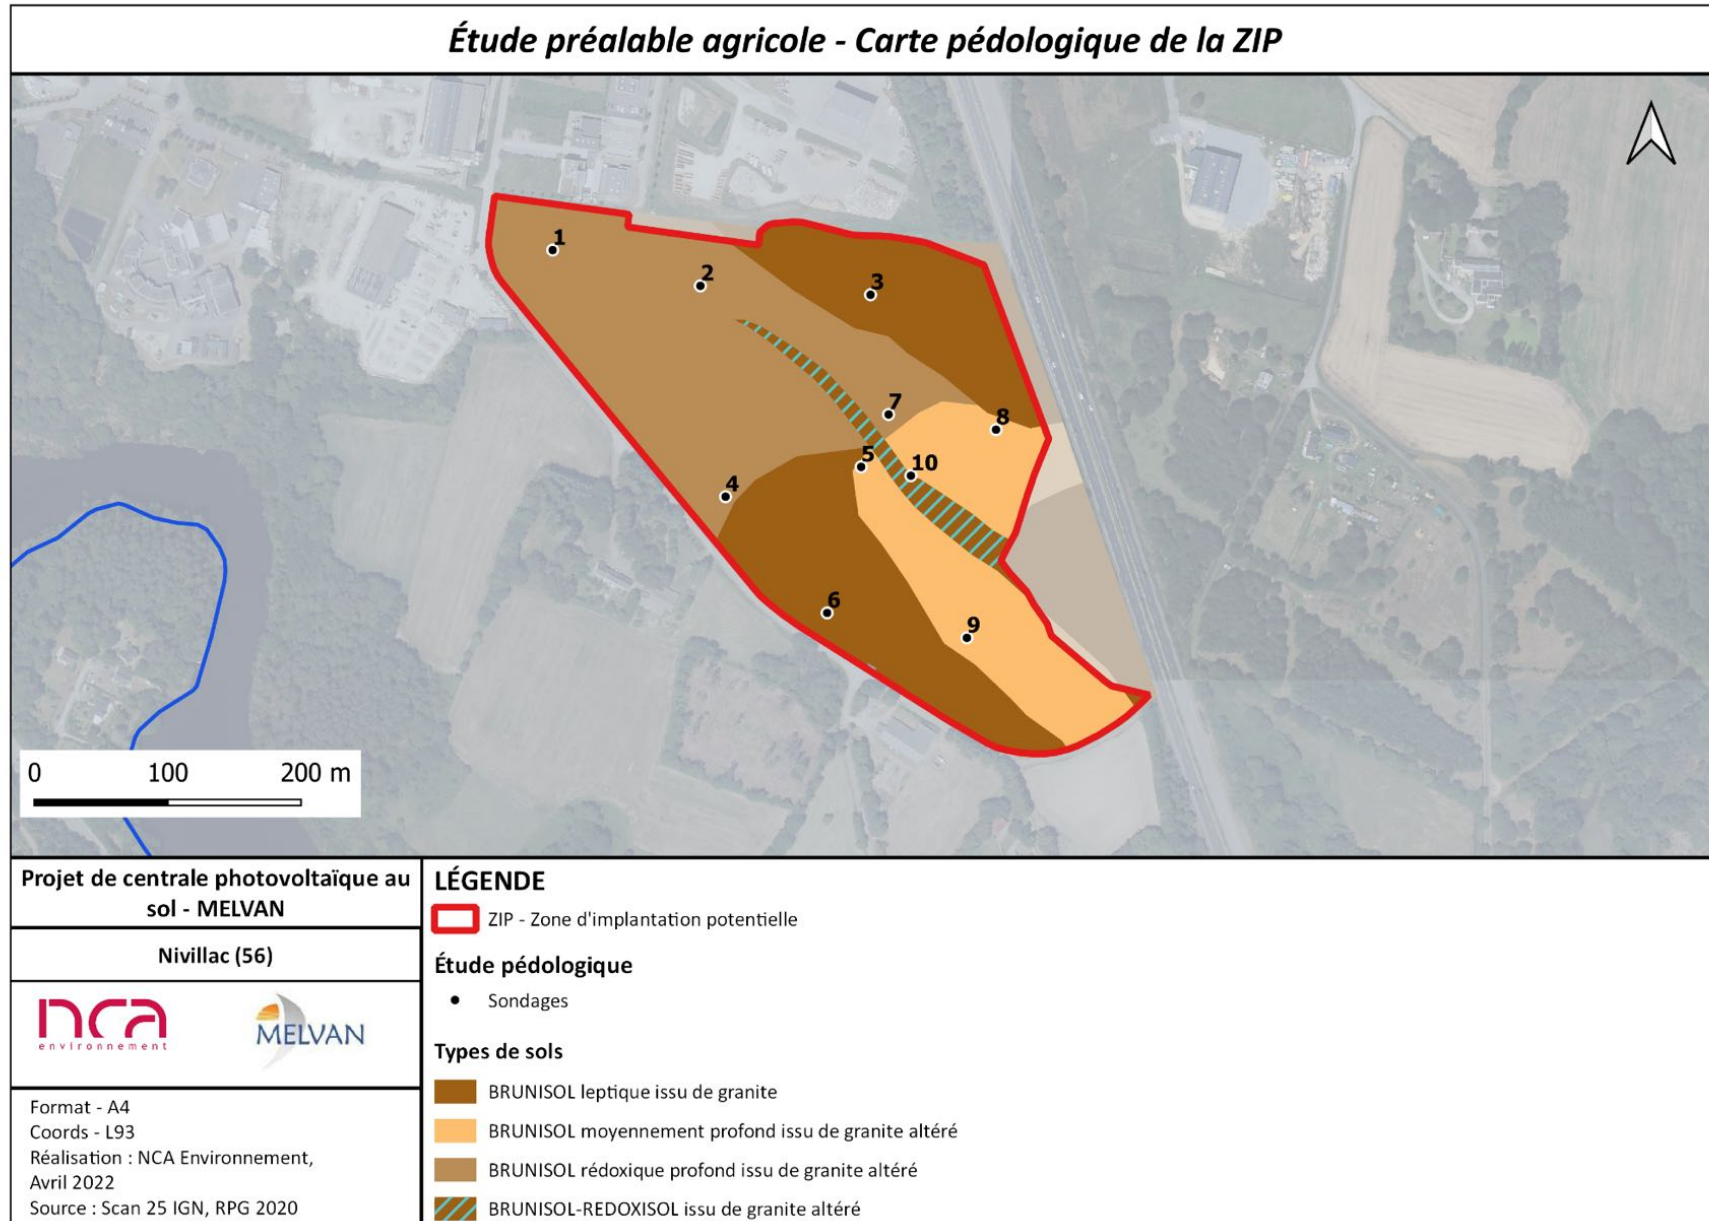 Étude préalable agricole - Carte pédologique de la ZIP
1
2
3
7
8
5
10
4
6
9
0 100 200 m
Projet de centrale photovoltaïque au
sol - MELVAN
Nivillac (56)
nca
environnement
MELVAN
Format - A4
Coords - L93
Réalisation : NCA Environnement,
Avril 2022
Source : Scan 25 IGN, RPG 2020
LÉGENDE
ZIP - Zone d'implantation potentielle
Étude pédologique
Sondages
Types de sols
BRUNISOL leptique issu de granite
BRUNISOL moyennement profond issu de granite altéré
BRUNISOL rédoxique profond issu de granite altéré
BRUNISOL-REDOXISOL issu de granite altéré